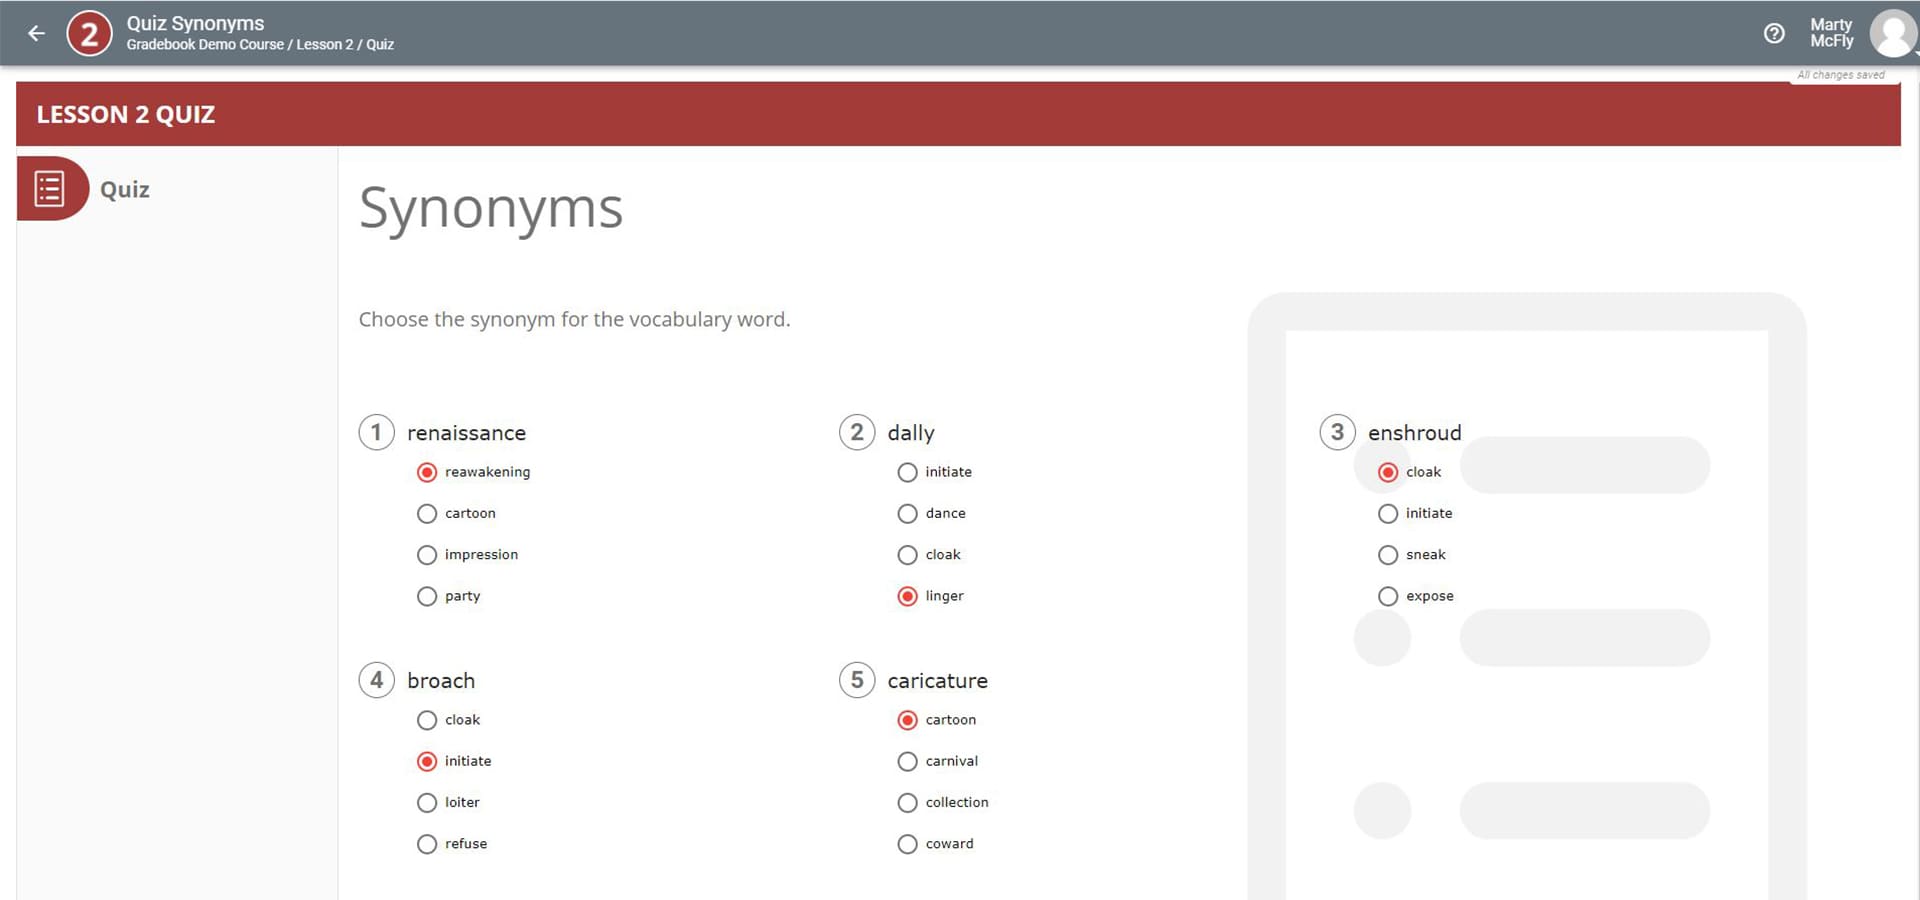 2
Quiz Synonyms
Gradebook Demo Course / Lesson 2 / Quiz
Marty
McFly
All changes saved
LESSON 2 QUIZ
Quiz
Synonyms
Choose the synonym for the vocabulary word.
1 renaissance
reawakening
cartoon
impression
party
2 dally
initiate
dance
cloak
linger
3 enshroud
cloak
initiate
sneak
expose
4 broach
cloak
initiate
loiter
refuse
5 caricature
cartoon
carnival
collection
coward